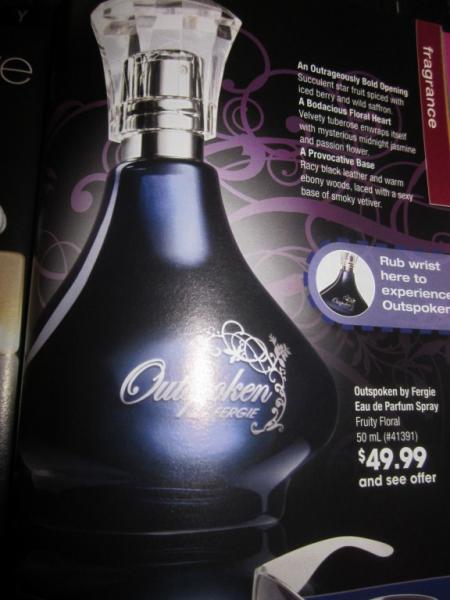 Y
re
An Outrageously Bold Opening
Succulent star fruit spiced with
iced berry and wild saffron.
A Bodacious Floral Heart
Velvety tuberose enwraps itself
with mysterious midnight jasmine
and passion flower.
A Provocative Base
Racy black leather and warm
ebony woods, laced with a sexy
base of smoky vetiver.
fragrance
Rub wrist
here to
experience
Outspoken
Outspoken
FERGIE
Outspoken by Fergie
Eau de Parfum Spray
Fruity Floral
50 mL (#41391)
$49.99
and see offer